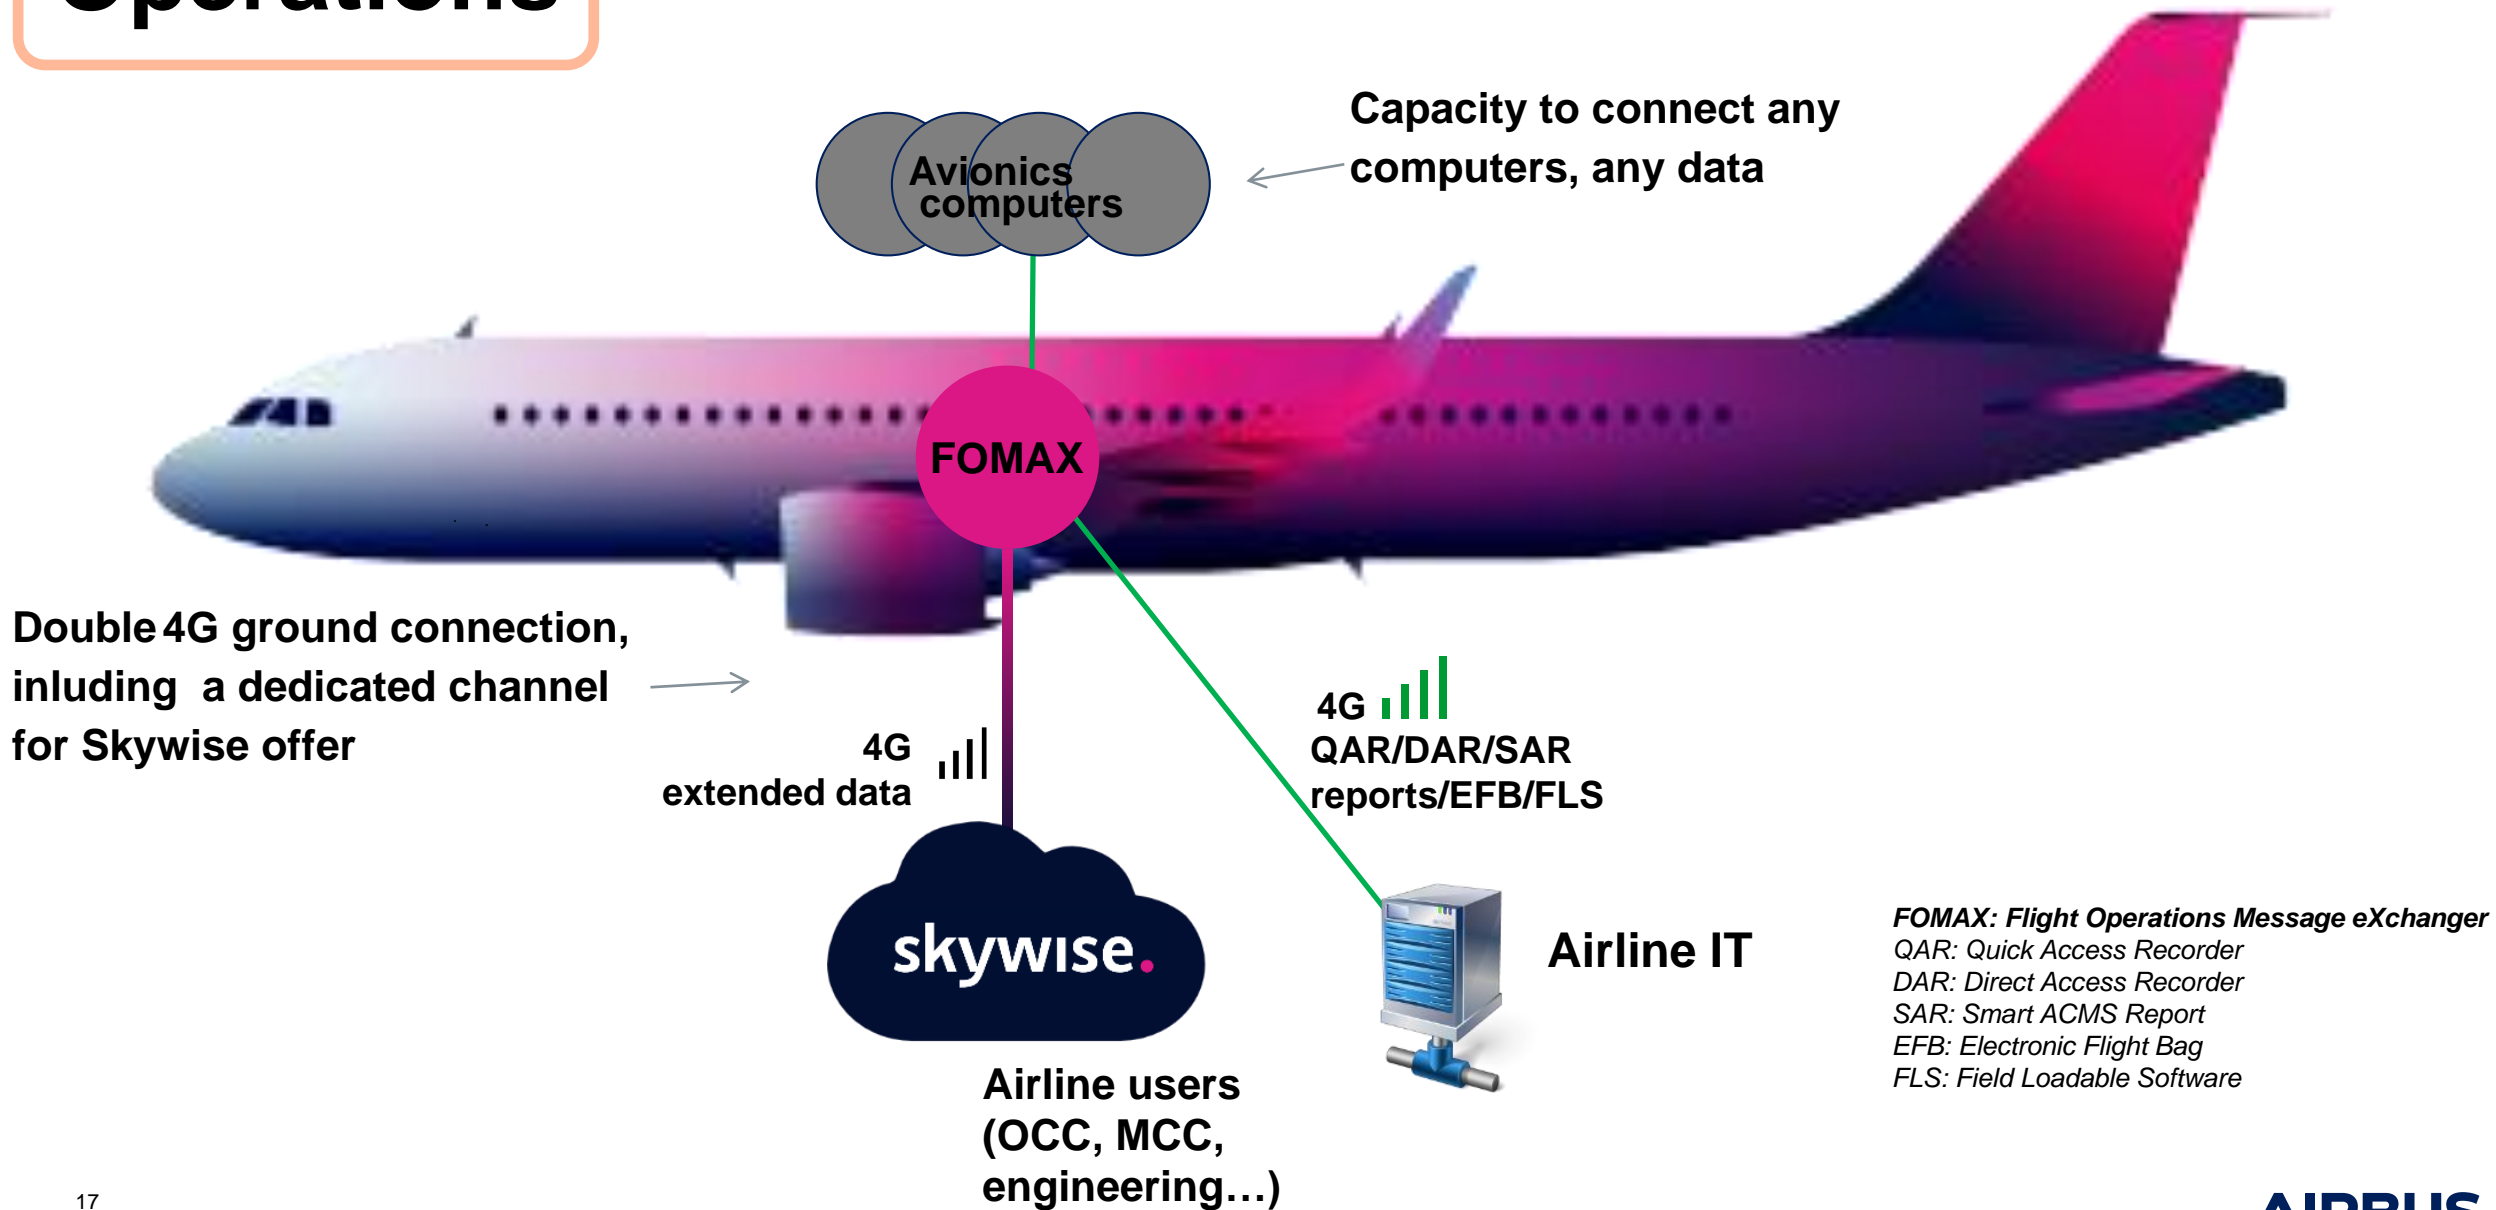 Operations
Capacity to connect any
computers, any data
Avionics
computers
FOMAX
Double 4G ground connection,
inluding a dedicated channel
for Skywise offer
4G
extended data
4G
QAR/DAR/SAR
reports/EFB/FLS
skywise.
Airline IT
Airline users
(OCC, MCC,
engineering...)
FOMAX: Flight Operations Message eXchanger
QAR: Quick Access Recorder
DAR: Direct Access Recorder
SAR: Smart ACMS Report
EFB: Electronic Flight Bag
FLS: Field Loadable Software
17
AIRBUS